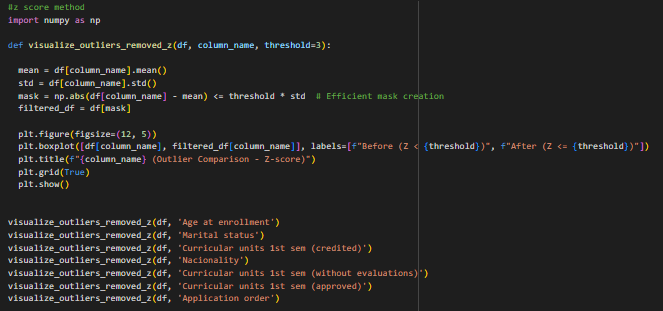 #z score method
import numpy as np
def visualize_outliers_removed_z(df, column_name, threshold=3):
mean = df[column_name].mean()
std = df[column_name].std()
mask = np.abs(df[column_name] - mean) <= threshold * std  # Efficient mask creation
filtered_df = df[mask]
plt.figure(figsize=(12, 5))
plt.boxplot([df[column_name], filtered_df[column_name]], labels=[f"Before (Z < {threshold})", f"After (Z <= {threshold})"])
plt.title(f"{column_name} (Outlier Comparison - Z-score)")
plt.grid(True)
plt.show()
visualize_outliers_removed_z(df, 'Age at enrollment')
visualize_outliers_removed_z(df, 'Marital status')
visualize_outliers_removed_z(df, 'Curricular units 1st sem (credited)')
visualize_outliers_removed_z(df, 'Nacionality')
visualize_outliers_removed_z(df, 'Curricular units 1st sem (without evaluations)')
visualize_outliers_removed_z(df, 'Curricular units 1st sem (approved)')
visualize_outliers_removed_z(df, 'Application order')